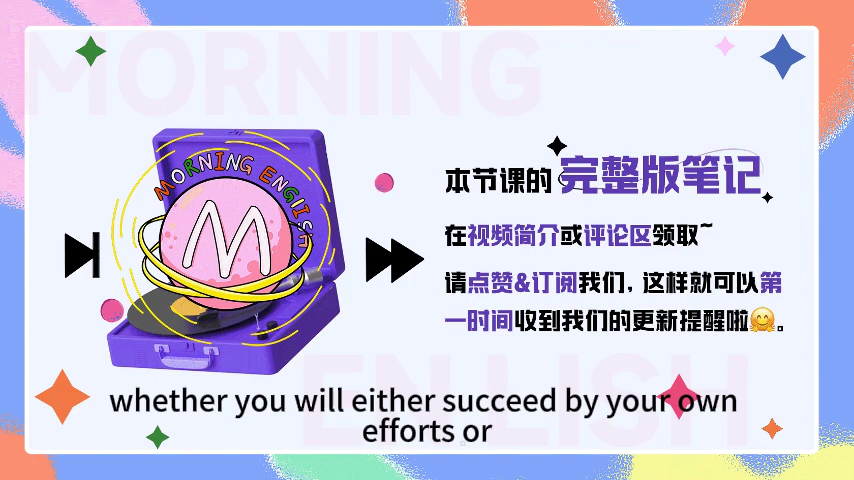 MORNING
MORNING ENGLISH
M
本节课的 完整版笔记
在视频简介或评论区领取~
请点赞&订阅我们，这样就可以第
一时间收到我们的更新提醒啦🤗。
ENGLISH
whether you will either succeed by your own
efforts or